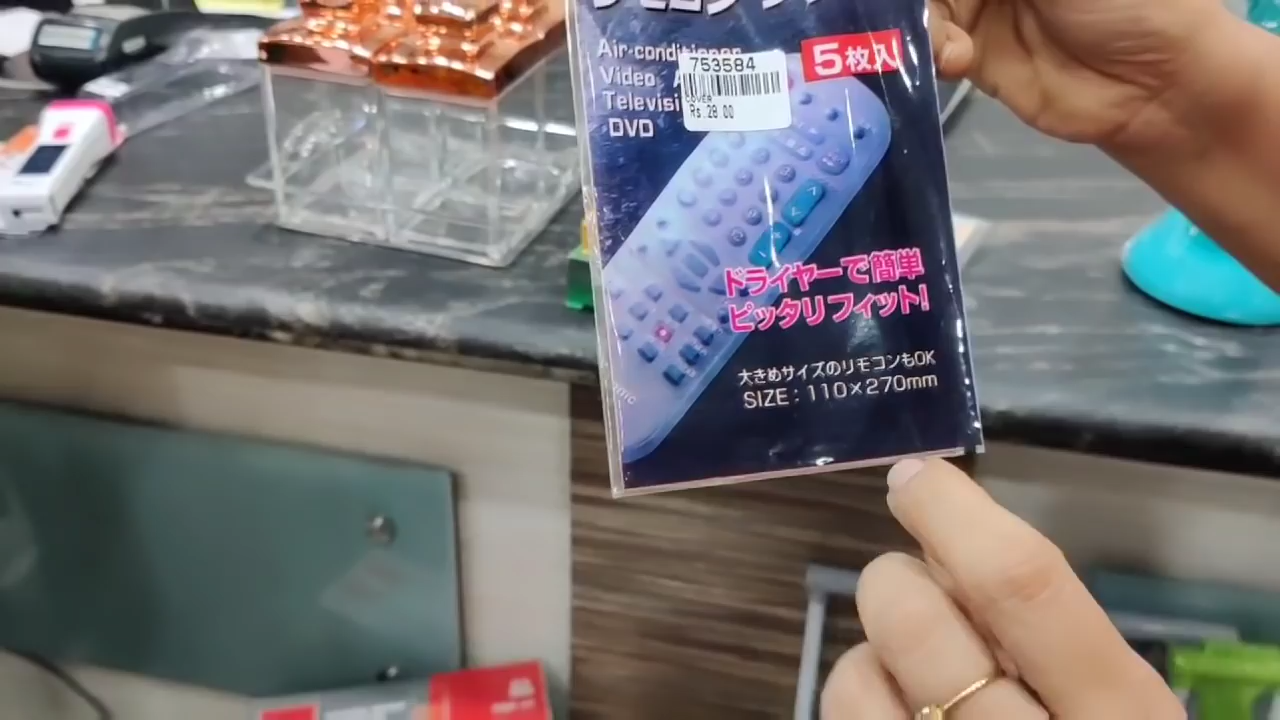 Air-conditioner
Video
Televisi
DVD
753584
COVER
Rs.28.00
5枚入
ドライヤーで簡単
ピッタリフィット!
大きめサイズのリモコンもOK
SIZE : 110×270mm